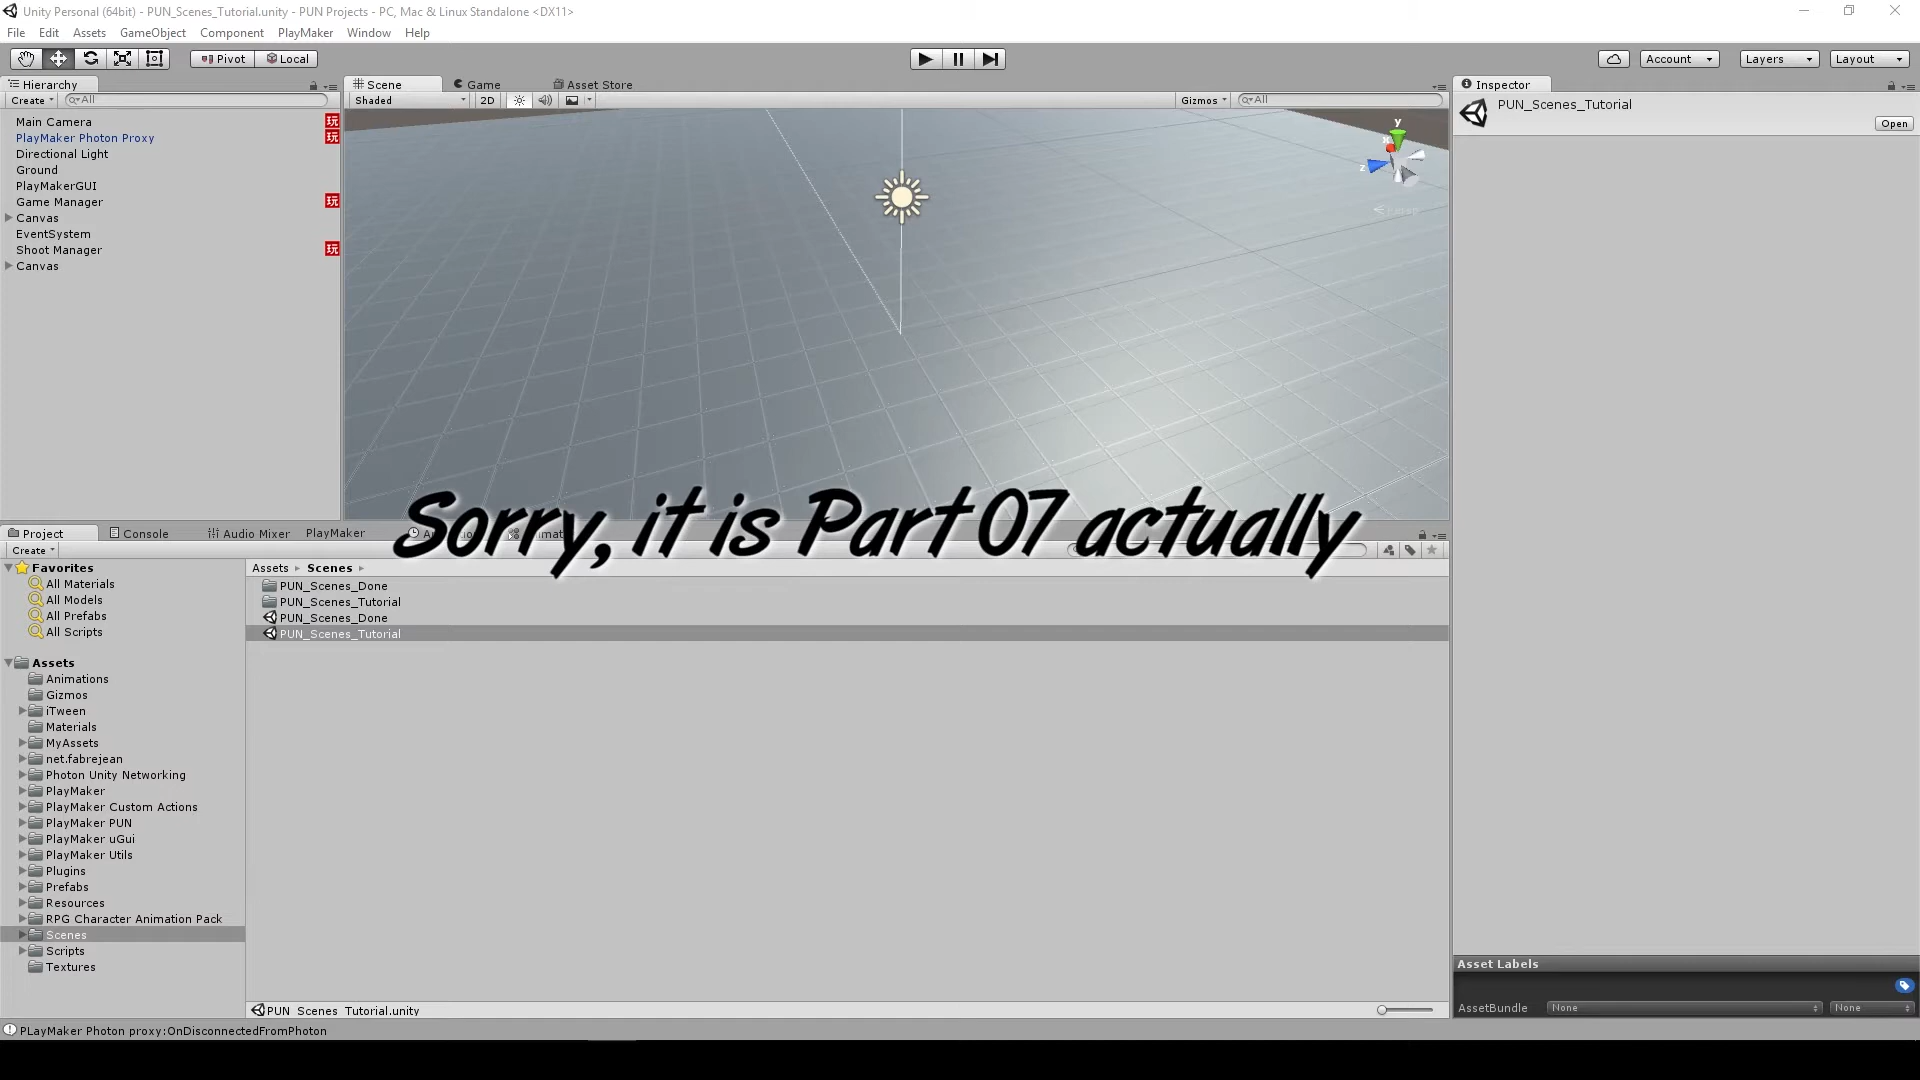 Unity Personal (64bit) - PUN_Scenes_Tutorial.unity - PUN Projects - PC, Mac & Linux Standalone <DX11>
File Edit Assets GameObject Component PlayMaker Window Help
Pivot Local Account Layers Layout
Hierarchy
Create All
Main Camera 玩
PlayMaker Photon Proxy 玩
Directional Light
Ground
PlayMakerGUI
Game Manager 玩
Canvas
EventSystem
Shoot Manager 玩
Canvas
Scene Game Asset Store
Shaded 2D Gizmos All
y
x
z
Persp
Inspector
PUN_Scenes_Tutorial
Open
Sorry, it is Part 07 actually
Project Console Audio Mixer PlayMaker
Create
Favorites
All Materials
All Models
All Prefabs
All Scripts
Assets
Animations
Gizmos
iTween
Materials
MyAssets
net.fabrejean
Photon Unity Networking
PlayMaker
PlayMaker Custom Actions
PlayMaker PUN
PlayMaker uGui
PlayMaker Utils
Plugins
Prefabs
Resources
RPG Character Animation Pack
Scenes
Scripts
Textures
Assets Scenes
PUN_Scenes_Done
PUN_Scenes_Tutorial
PUN_Scenes_Done
PUN_Scenes_Tutorial
PUN_Scenes_Tutorial.unity
Asset Labels
AssetBundle None None
PLayMaker Photon proxy:OnDisconnectedFromPhoton